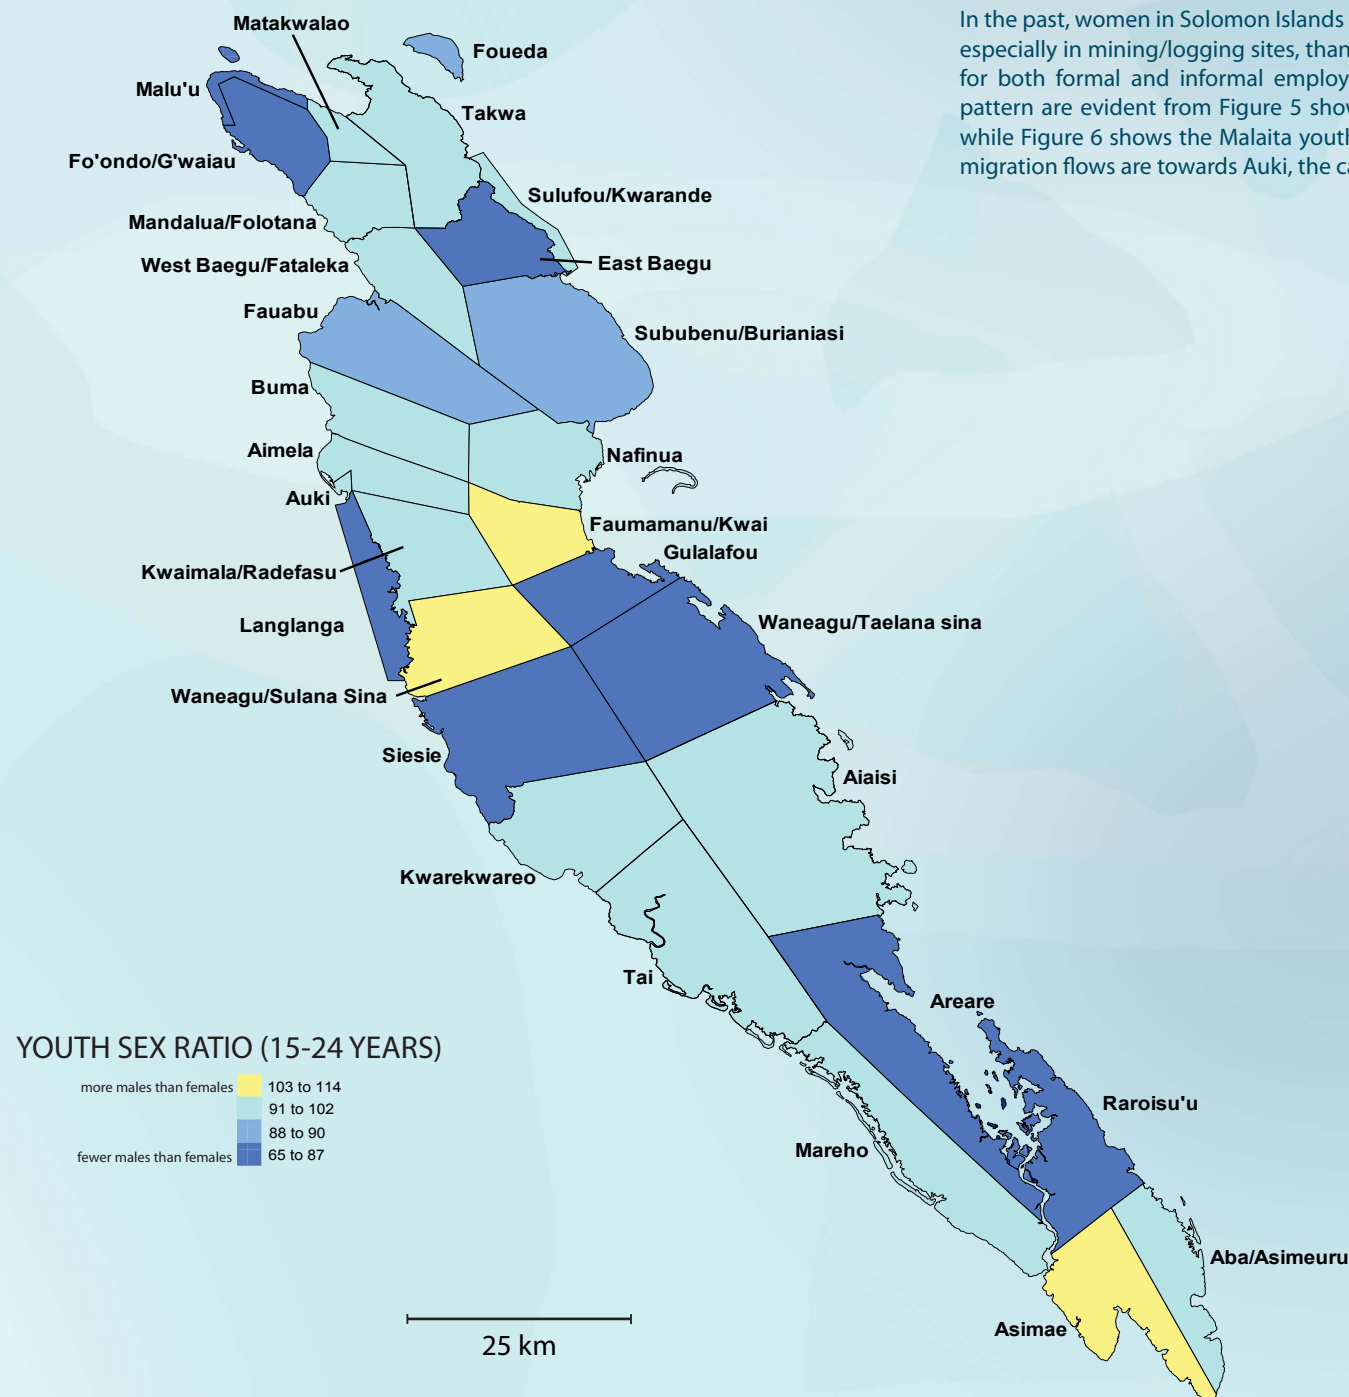 In the past, women in Solomon Islands
especially in mining/logging sites, than
for both formal and informal employ
pattern are evident from Figure 5 show
while Figure 6 shows the Malaita youth
migration flows are towards Auki, the ca
Matakwalao
Foueda
Malu'u
Takwa
Fo'ondo/G'waiau
Sulufou/Kwarande
Mandalua/Folotana
West Baegu/Fataleka
East Baegu
Fauabu
Sububenu/Burianiasi
Buma
Aimela
Nafinua
Auki
Faumamanu/Kwai
Gulalafou
Kwaimala/Radefasu
Langlanga
Waneagu/Taelana sina
Waneagu/Sulana Sina
Siesie
Aiaisi
Kwarekwareo
Tai
Areare
YOUTH SEX RATIO (15-24 YEARS)
more males than females 103 to 114
91 to 102
88 to 90
fewer males than females 65 to 87
Raroisu'u
Mareho
Aba/Asimeuru
Asimae
25 km